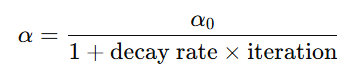 α = α₀ / (1 + decay rate × iteration)